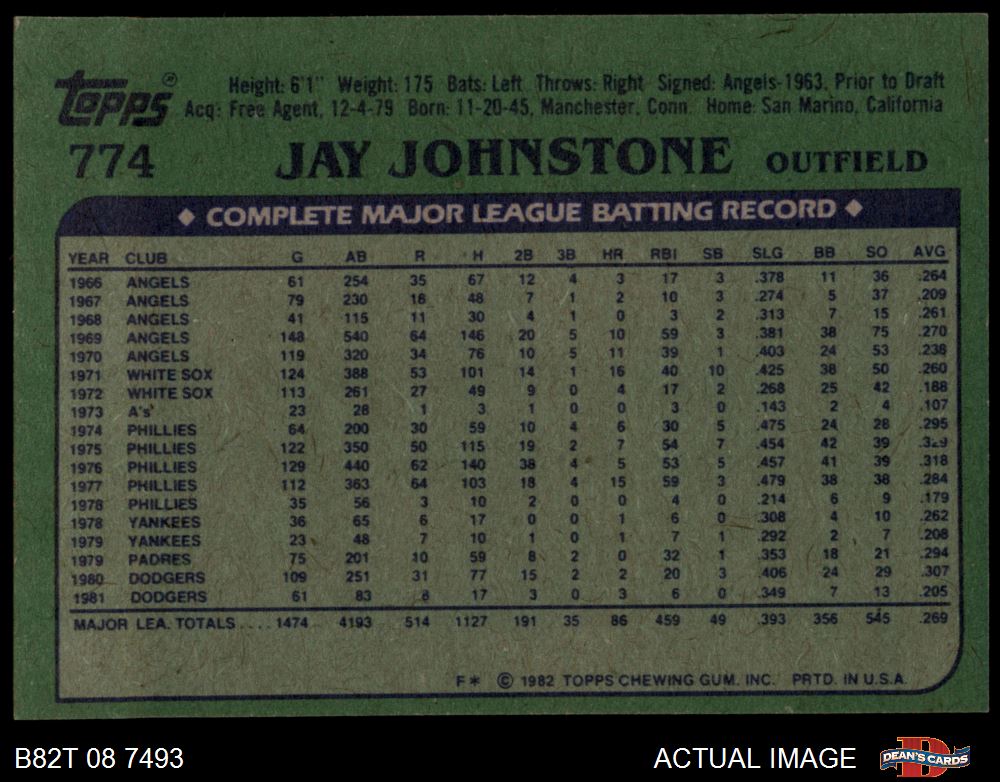 Topps® Height: 6'1" Weight: 175 Bats: Left Throws: Right Signed: Angels-1963, Prior to Draft
Acq: Free Agent, 12-4-79 Born: 11-20-45, Manchester, Conn. Home: San Marino, California
774 JAY JOHNSTONE OUTFIELD
◆ COMPLETE MAJOR LEAGUE BATTING RECORD ◆
YEAR CLUB G AB R H 2B 3B HR RBI SB SLG BB SO AVG
1966 ANGELS 61 254 35 67 12 4 3 17 3 .378 11 36 .264
1967 ANGELS 79 230 18 48 7 1 2 10 3 .274 5 37 .209
1968 ANGELS 41 115 11 30 4 1 0 3 2 .313 7 15 .261
1969 ANGELS 148 540 64 146 20 5 10 59 3 .381 38 75 .270
1970 ANGELS 119 320 34 76 10 5 11 39 1 .403 24 53 .238
1971 WHITE SOX 124 388 53 101 14 1 16 40 10 .425 38 50 .260
1972 WHITE SOX 113 261 27 49 9 0 4 17 2 .268 25 42 .188
1973 A's 23 28 1 3 1 0 0 3 0 .143 2 4 .107
1974 PHILLIES 64 200 30 59 10 4 6 30 5 .475 24 28 .295
1975 PHILLIES 122 350 50 115 19 2 7 54 7 .454 42 39 .329
1976 PHILLIES 129 440 62 140 38 4 5 53 5 .457 41 39 .318
1977 PHILLIES 112 363 64 103 18 4 15 59 3 .479 38 38 .284
1978 PHILLIES 35 56 3 10 2 0 0 4 0 .214 6 9 .179
1978 YANKEES 36 65 6 17 0 0 1 6 0 .308 4 10 .262
1979 YANKEES 23 48 7 10 1 0 1 7 1 .292 2 7 .208
1979 PADRES 75 201 10 59 8 2 0 32 1 .353 18 21 .294
1980 DODGERS 109 251 31 77 15 2 2 20 3 .406 24 29 .307
1981 DODGERS 61 83 8 17 3 0 3 6 0 .349 7 13 .205
MAJOR LEA. TOTALS .... 1474 4193 514 1127 191 35 86 459 49 .393 356 545 .269
F* © 1982 TOPPS CHEWING GUM. INC. PRTD. IN U.S.A.
B82T 08 7493 ACTUAL IMAGE DEAN'S CARDS